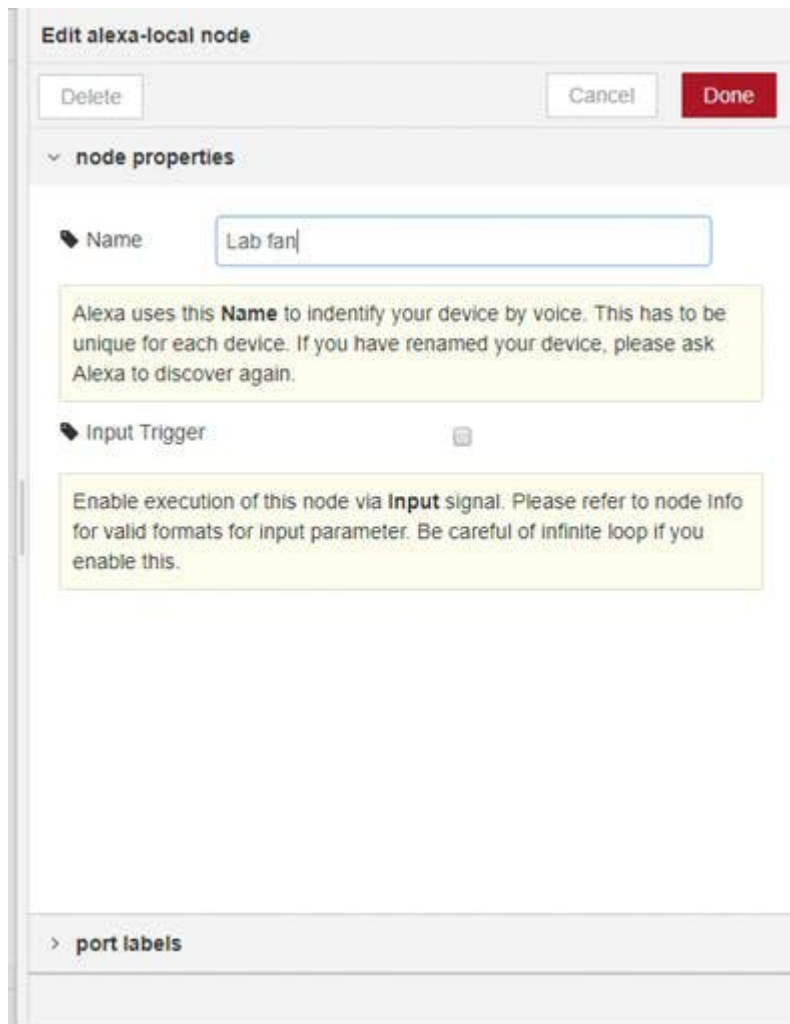 Edit alexa-local node
Delete
Cancel
Done
node properties
Name
Lab fan
Alexa uses this Name to indentify your device by voice. This has to be
unique for each device. If you have renamed your device, please ask
Alexa to discover again.
Input Trigger
Enable execution of this node via Input signal. Please refer to node Info
for valid formats for input parameter. Be careful of infinite loop if you
enable this.
port labels